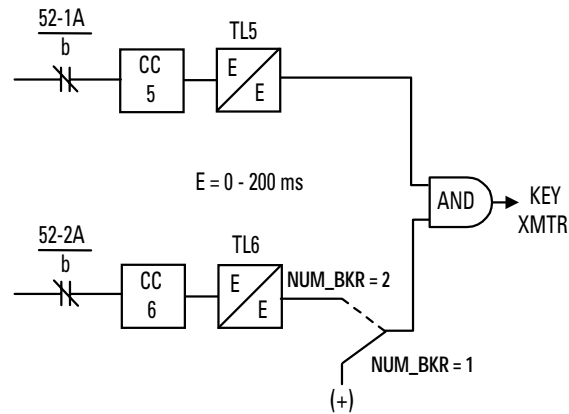 52-1A
b
CC
5
TL5
E
E
E = 0 - 200 ms
AND
KEY
XMTR
52-2A
b
CC
6
TL6
E
E
NUM_BKR = 2
NUM_BKR = 1
(+)